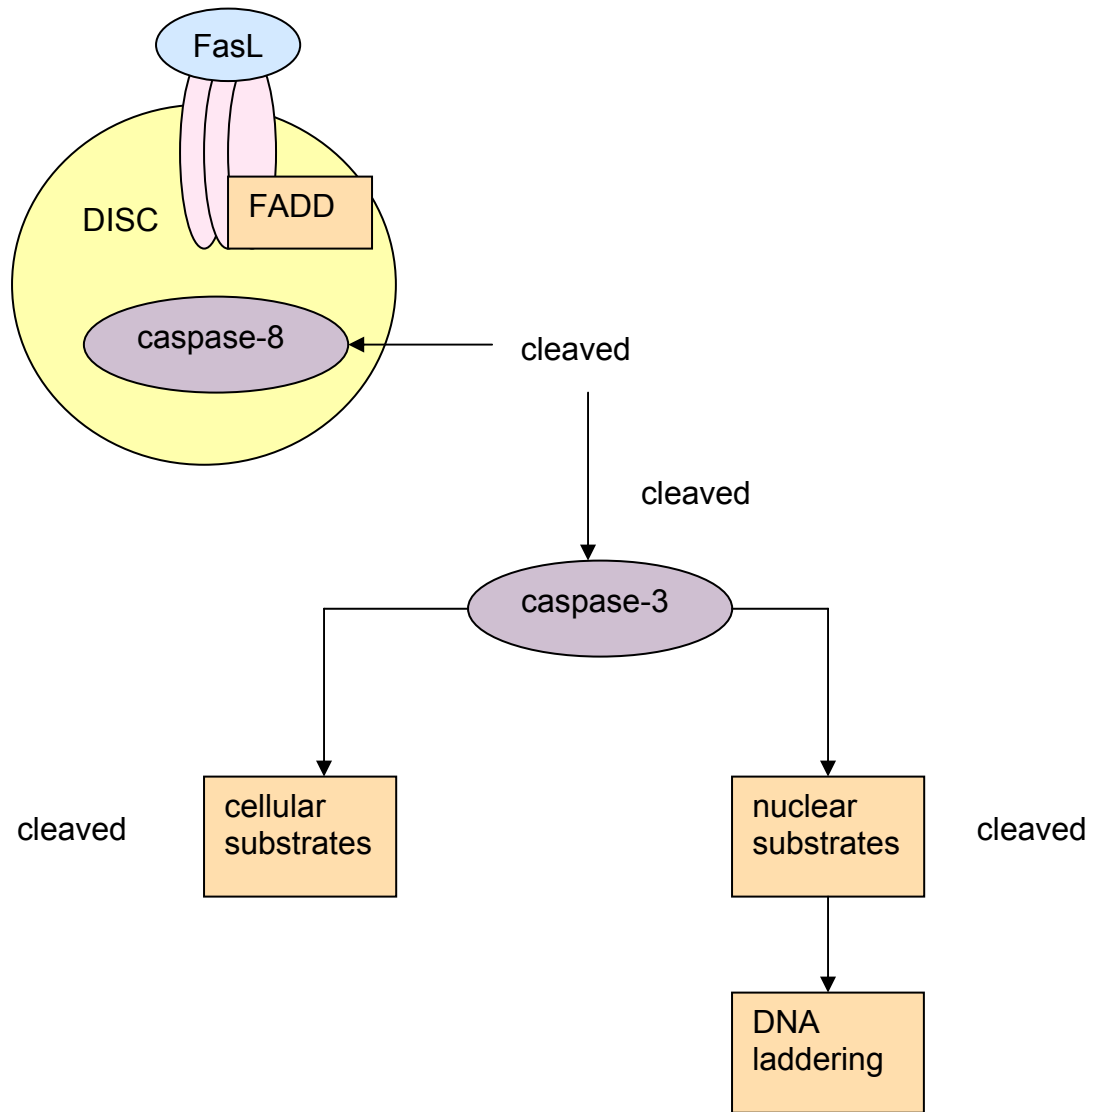 FasL
FADD
DISC
caspase-8
cleaved
cleaved
caspase-3
cellular
substrates
cleaved
nuclear
substrates
cleaved
DNA
laddering